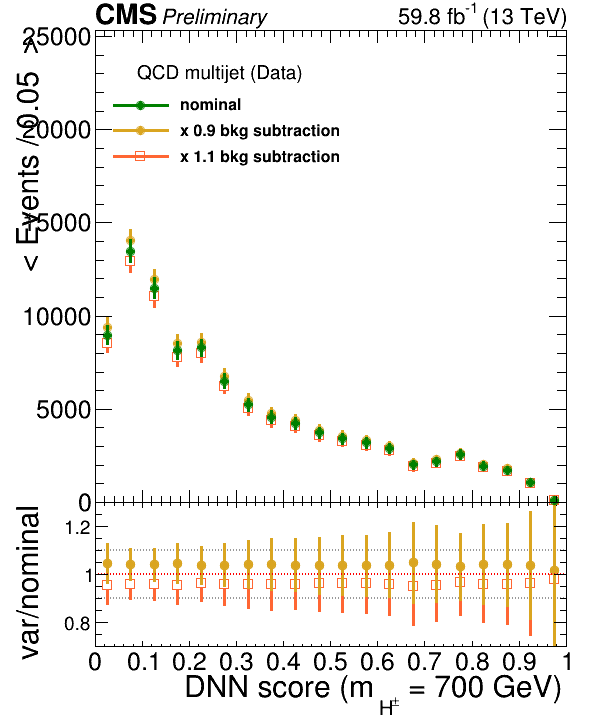 CMS Preliminary 59.8 fb-1 (13 TeV)
< Events / 0.05 >
25000
20000
15000
10000
5000
0
QCD multijet (Data)
nominal
x 0.9 bkg subtraction
x 1.1 bkg subtraction
var/nominal
1.2
1
0.8
0 0.1 0.2 0.3 0.4 0.5 0.6 0.7 0.8 0.9 1
DNN score (m H± = 700 GeV)